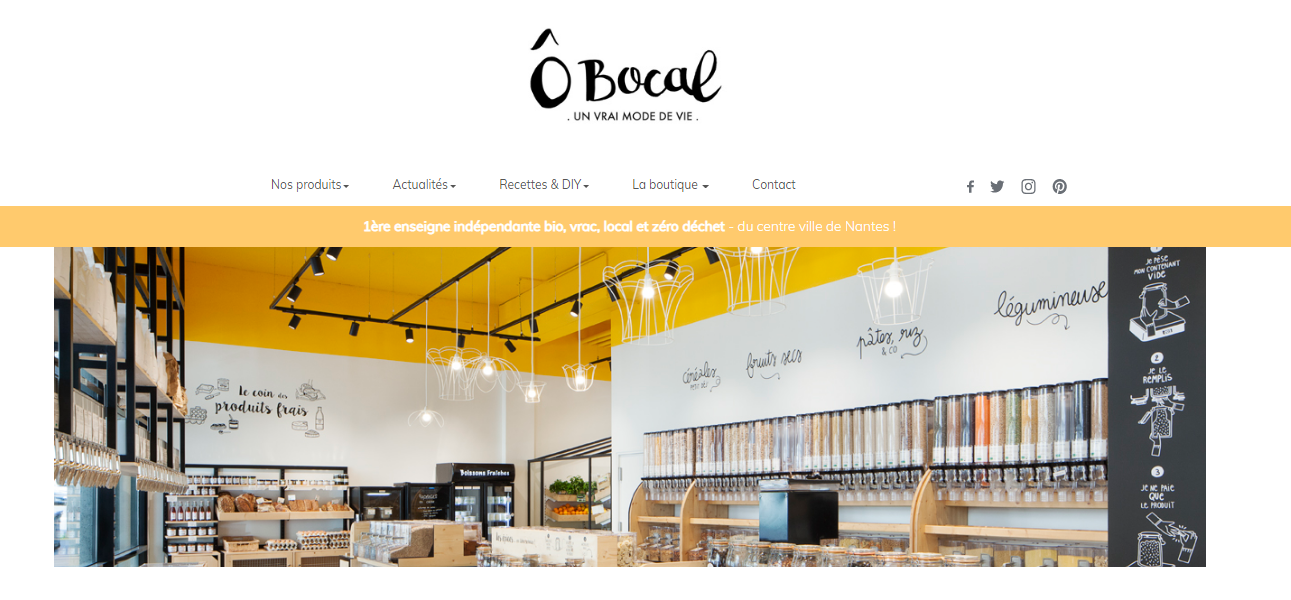 Ô Bocal
. UN VRAI MODE DE VIE .
Nos produits
Actualités
Recettes & DIY
La boutique
Contact
1ère enseigne indépendante bio, vrac, local et zéro déchet - du centre ville de Nantes !
légumineuse
pâtes, riz
& CO
fruits secs
céréales
le coin des
produits frais
Boissons Fraîches
JE PÈSE
MON CONTENANT
VIDE
2
JE LE
REMPLIS
3
JE NE PAIE
QUE
LE PRODUIT